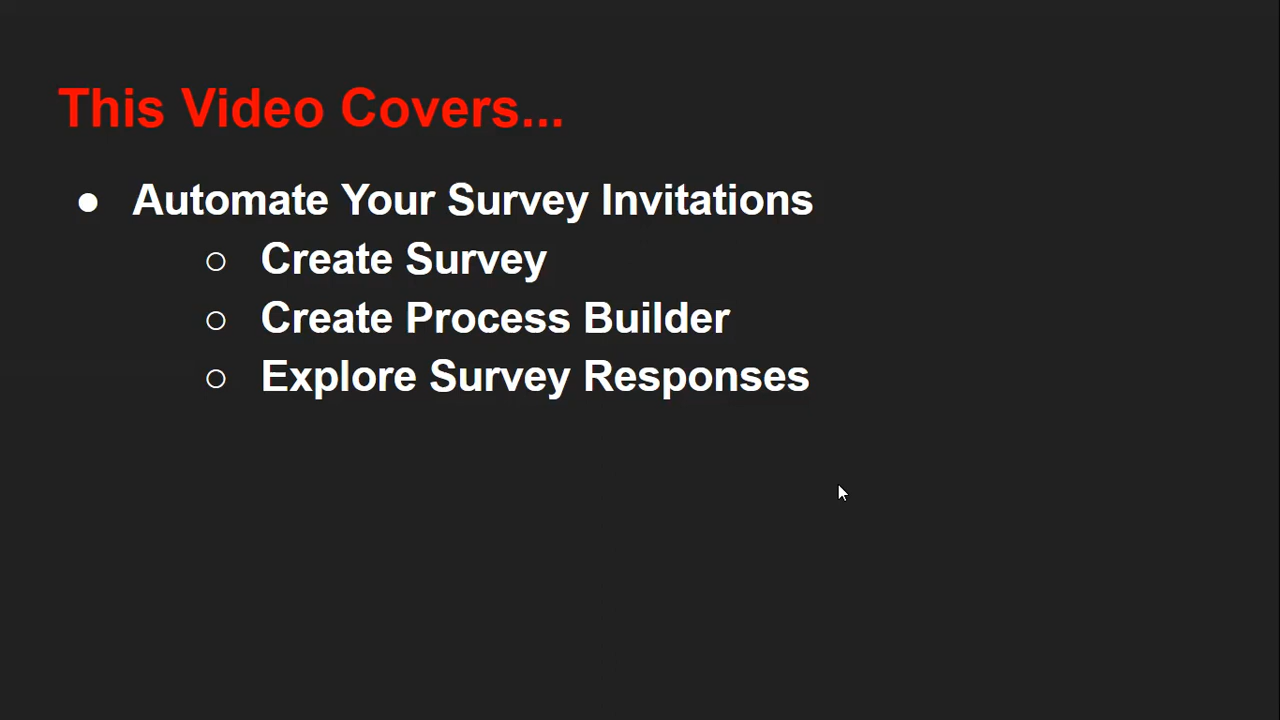 This Video Covers...
● Automate Your Survey Invitations
○ Create Survey
○ Create Process Builder
○ Explore Survey Responses